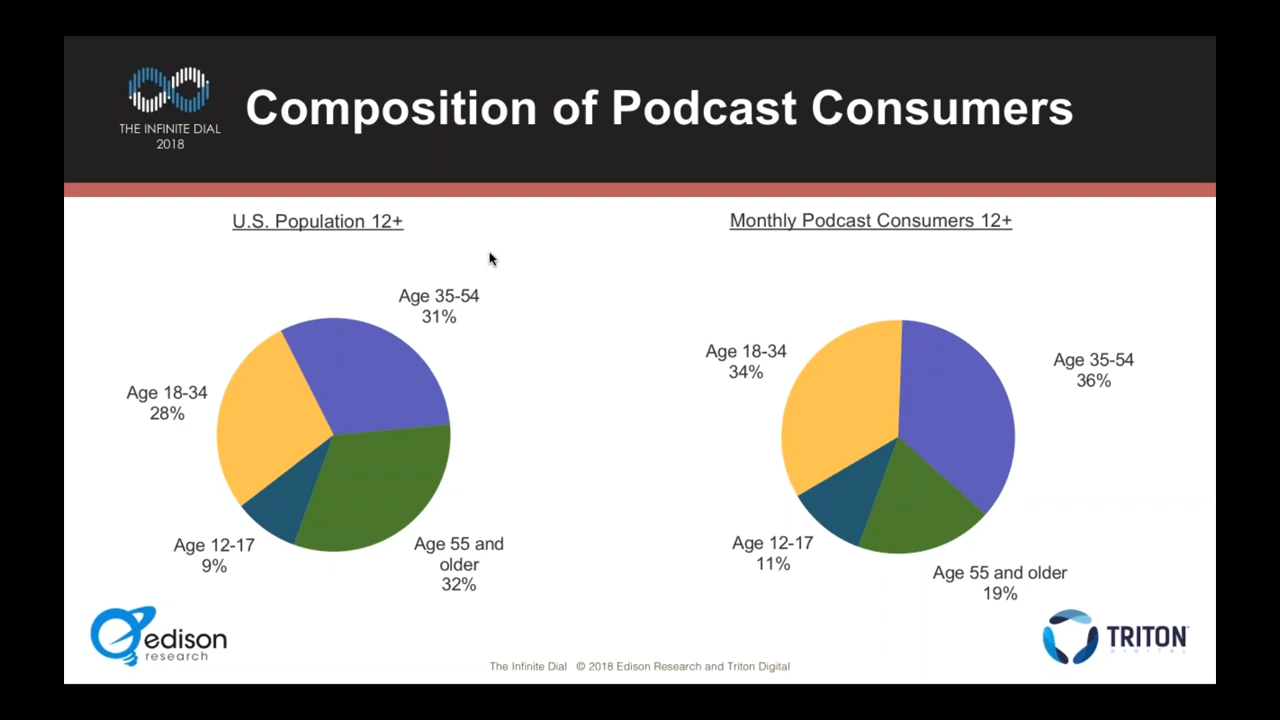 THE INFINITE DIAL
2018
Composition of Podcast Consumers
U.S. Population 12+
Age 35-54
31%
Age 18-34
28%
Age 12-17
9%
Age 55 and
older
32%
Monthly Podcast Consumers 12+
Age 18-34
34%
Age 35-54
36%
Age 12-17
11%
Age 55 and older
19%
edison
research
The Infinite Dial © 2018 Edison Research and Triton Digital
TRITON
DIGITAL